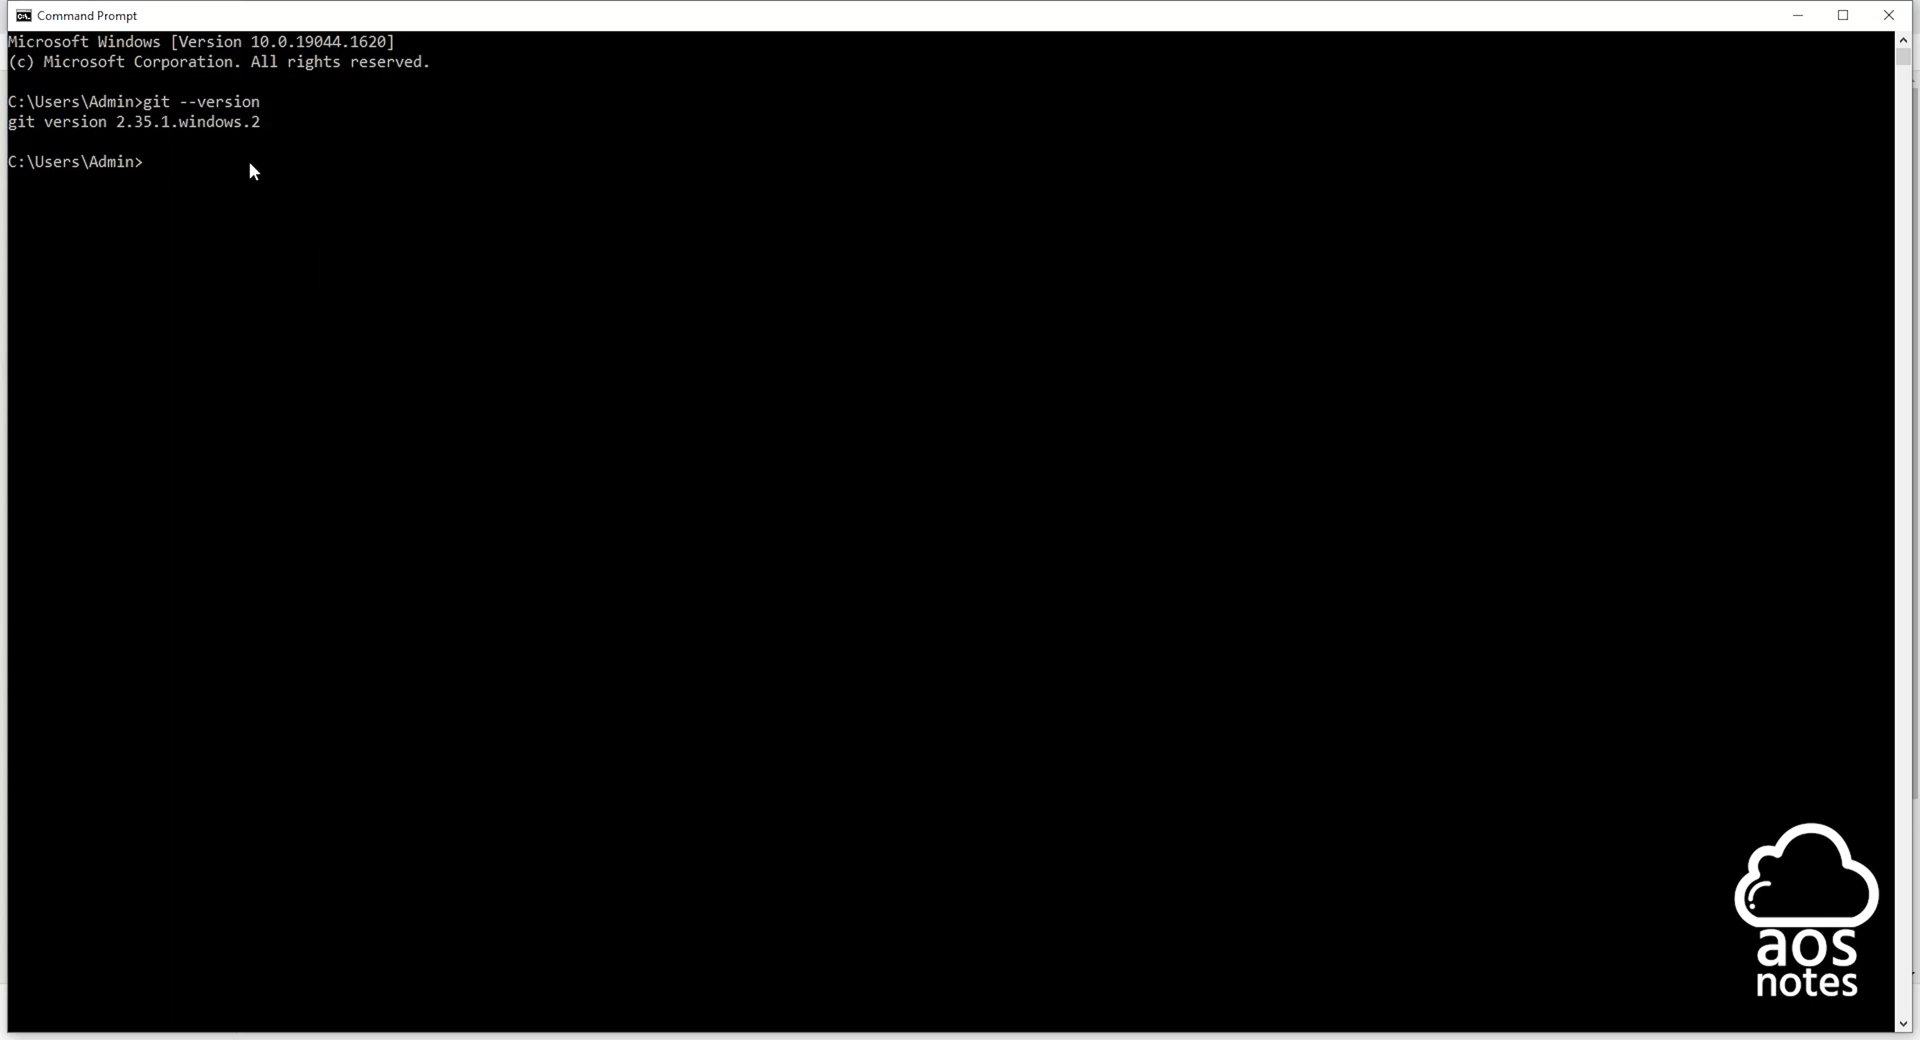 Command Prompt
Microsoft Windows [Version 10.0.19044.1620]
(c) Microsoft Corporation. All rights reserved.
C:\Users\Admin>git --version
git version 2.35.1.windows.2
C:\Users\Admin>
aos
notes